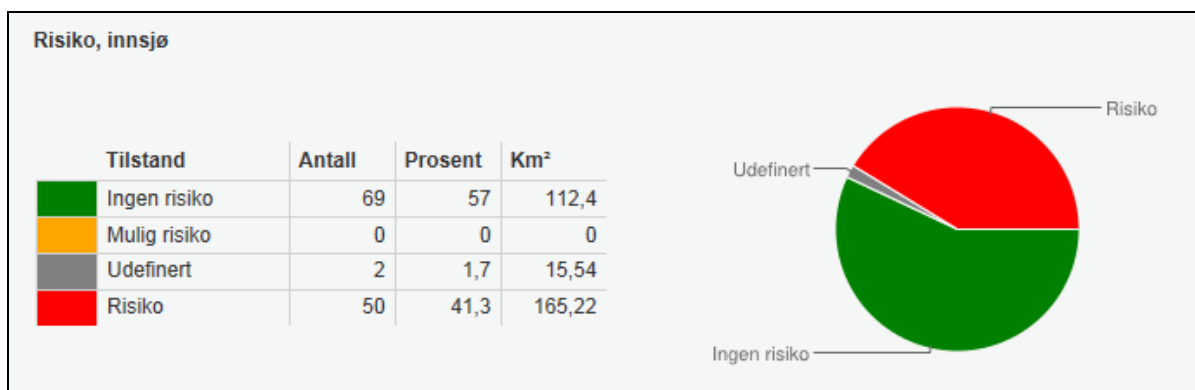 Risiko, innsjø
Tilstand Antall Prosent Km²
Ingen risiko 69 57 112,4
Mulig risiko 0 0 0
Udefinert 2 1,7 15,54
Risiko 50 41,3 165,22
Risiko
Udefinert
Ingen risiko